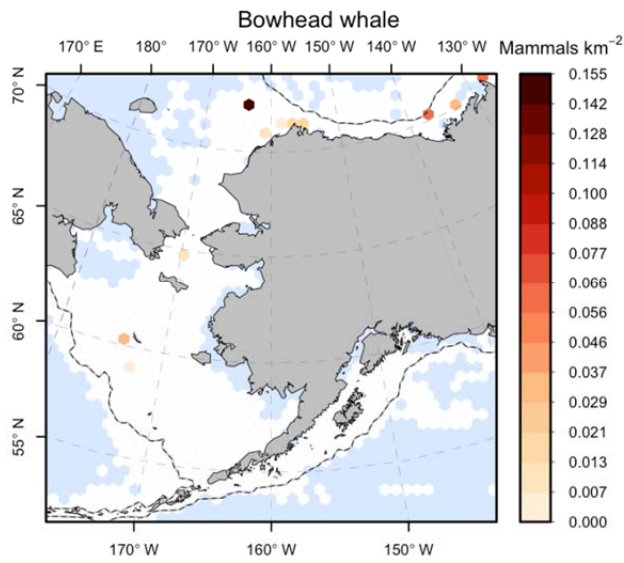 Bowhead whale
170° E 180° 170° W 160° W 150° W 140° W 130° W
Mammals km⁻²
70° N
65° N
60° N
55° N
170° W 160° W 150° W
0.155
0.142
0.128
0.114
0.100
0.088
0.077
0.066
0.056
0.046
0.037
0.029
0.021
0.013
0.007
0.000